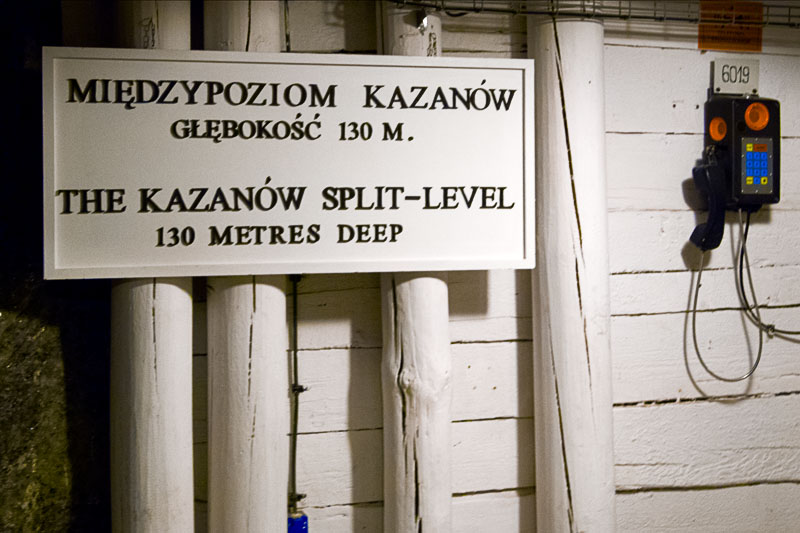 MIĘDZYPOZIOM KAZANÓW
GŁĘBOKOŚĆ 130 M.
THE KAZANÓW SPLIT-LEVEL
130 METRES DEEP
6019